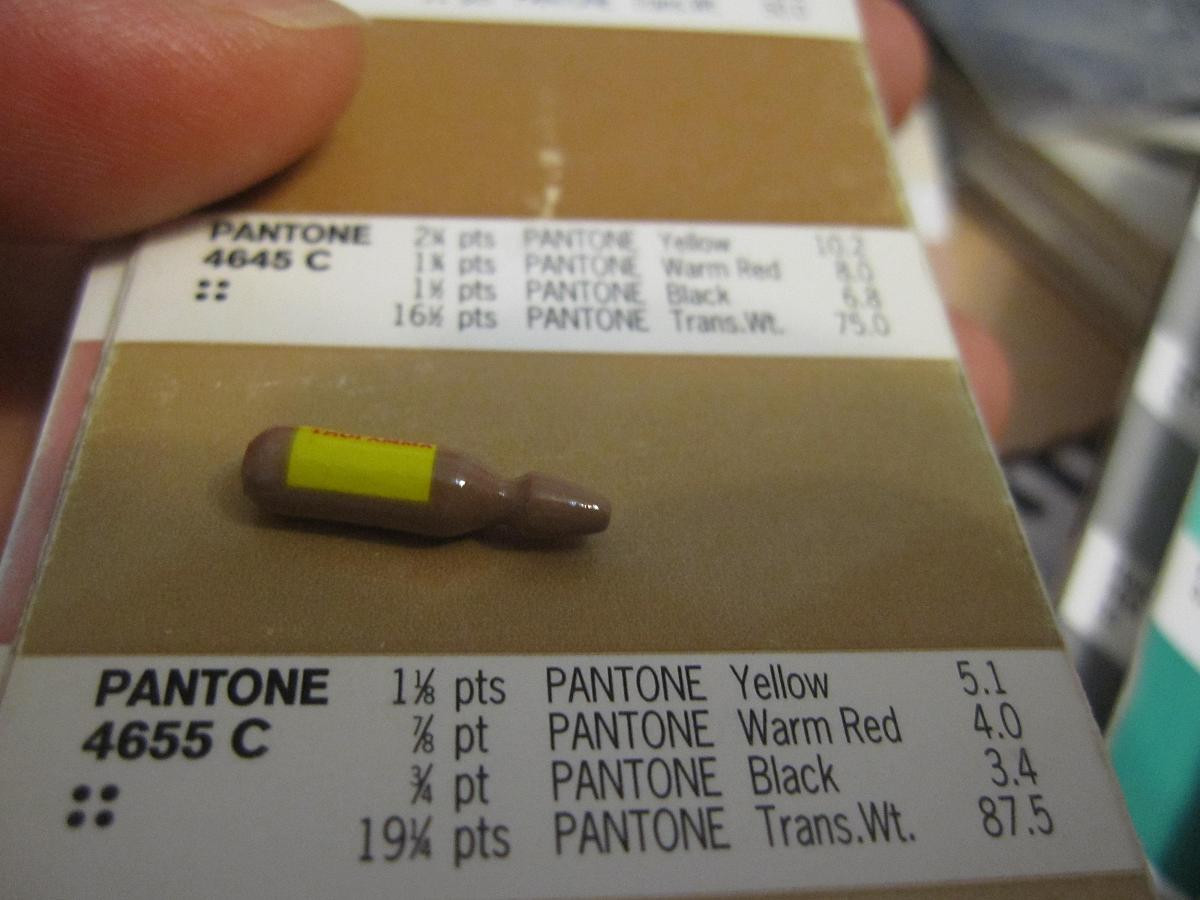 PANTONE
4645 C
2¼ pts PANTONE Yellow 10.2
1¾ pts PANTONE Warm Red 8.0
1½ pts PANTONE Black 6.8
16½ pts PANTONE Trans.Wt. 75.0
PANTONE
4655 C
1⅛ pts PANTONE Yellow 5.1
⅞ pt PANTONE Warm Red 4.0
¾ pt PANTONE Black 3.4
19¼ pts PANTONE Trans.Wt. 87.5